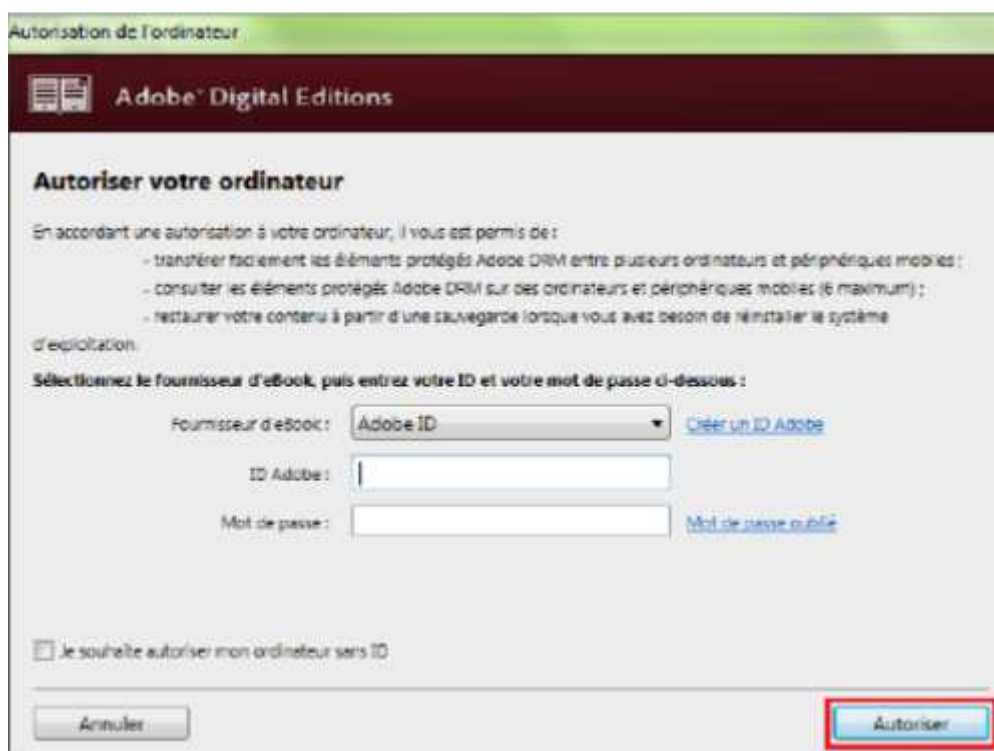 Autorisation de l'ordinateur
Adobe® Digital Editions
Autoriser votre ordinateur
En accordant une autorisation à votre ordinateur, il vous est permis de :
- transférer facilement les éléments protégés Adobe DRM entre plusieurs ordinateurs et périphériques mobiles ;
- consulter les éléments protégés Adobe DRM sur des ordinateurs et périphériques mobiles (6 maximum) ;
- restaurer votre contenu à partir d'une sauvegarde lorsque vous avez besoin de réinstaller le système
d'exploitation.
Sélectionnez le fournisseur d'eBook, puis entrez votre ID et votre mot de passe ci-dessous :
Fournisseur d'eBook : Adobe ID Créer un ID Adobe
ID Adobe :
Mot de passe : Mot de passe oublié
Je souhaite autoriser mon ordinateur sans ID
Annuler Autoriser